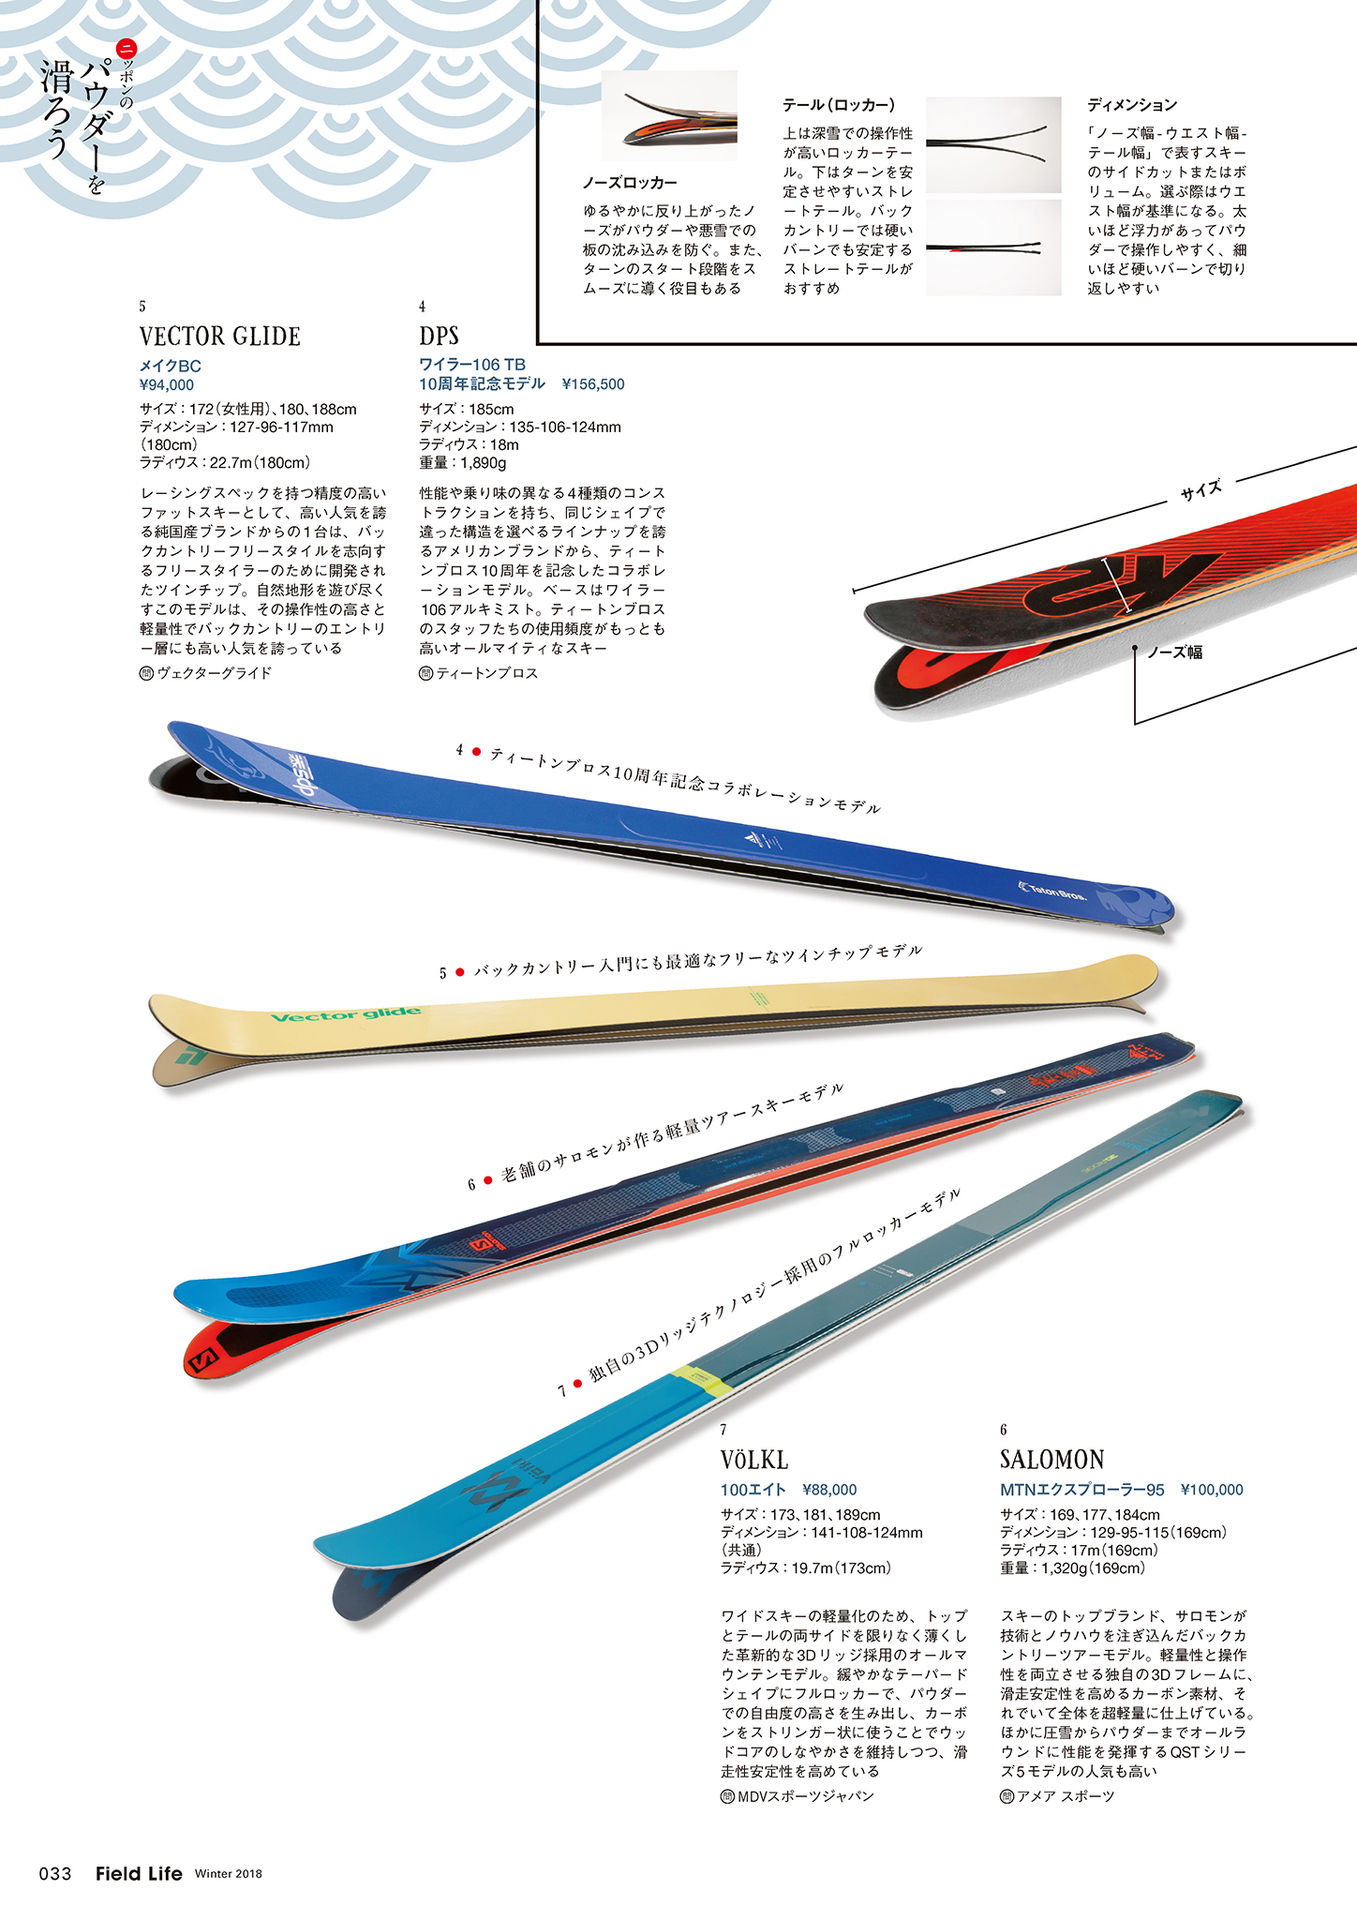 ニッポンの
パウダーを
滑ろう
ノーズロッカー
ゆるやかに反り上がったノ
ーズがパウダーや悪雪での
板の沈み込みを防ぐ。また、
ターンのスタート段階をス
ムーズに導く役目もある
テール（ロッカー）
上は深雪での操作性
が高いロッカーテー
ル。下はターンを安
定させやすいストレ
ートテール。バック
カントリーでは硬い
バーンでも安定する
ストレートテールが
おすすめ
ディメンション
「ノーズ幅-ウエスト幅-
テール幅」で表すスキー
のサイドカットまたはボ
リューム。選ぶ際はウエ
スト幅が基準になる。太
いほど浮力があってパウ
ダーで操作しやすく、細
いほど硬いバーンで切り
返しやすい
サイズ
ノーズ幅
4
DPS
ワイラー106 TB
10周年記念モデル ¥156,500
サイズ：185cm
ディメンション：135-106-124mm
ラディウス：18m
重量：1,890g
性能や乗り味の異なる4種類のコンス
トラクションを持ち、同じシェイプで
違った構造を選べるラインナップを誇
るアメリカンブランドから、ティート
ンブロス10周年を記念したコラボレ
ーションモデル。ベースはワイラー
106アルキミスト。ティートンブロス
のスタッフたちの使用頻度がもっとも
高いオールマイティなスキー
㉄ティートンブロス
5
VECTOR GLIDE
メイクBC
¥94,000
サイズ：172（女性用）、180、188cm
ディメンション：127-96-117mm
（180cm）
ラディウス：22.7m（180cm）
レーシングスペックを持つ精度の高い
ファットスキーとして、高い人気を誇
る純国産ブランドからの1台は、バッ
クカントリーフリースタイルを志向す
るフリースタイラーのために開発され
たツインチップ。自然地形を遊び尽く
すこのモデルは、その操作性の高さと
軽量性でバックカントリーのエントリ
ー層にも高い人気を誇っている
㉄ヴェクターグライド
4 ● ティートンブロス10周年記念コラボレーションモデル
dps
Teton Bros.
5 ● バックカントリー入門にも最適なフリーなツインチップモデル
Vector glide
6 ● 老舗のサロモンが作る軽量ツアースキーモデル
7 ● 独自の3Dリッジテクノロジー採用のフルロッカーモデル
Völkl
6
SALOMON
MTNエクスプローラー95 ¥100,000
サイズ：169、177、184cm
ディメンション：129-95-115（169cm）
ラディウス：17m（169cm）
重量：1,320g（169cm）
スキーのトップブランド、サロモンが
技術とノウハウを注ぎ込んだバックカ
ントリーツアーモデル。軽量性と操作
性を両立させる独自の3Dフレームに、
滑走安定性を高めるカーボン素材、そ
れでいて全体を超軽量に仕上げている。
ほかに圧雪からパウダーまでオールラ
ウンドに性能を発揮するQSTシリー
ズ5モデルの人気も高い
㉄アメア スポーツ
7
VöLKL
100エイト ¥88,000
サイズ：173、181、189cm
ディメンション：141-108-124mm
（共通）
ラディウス：19.7m（173cm）
ワイドスキーの軽量化のため、トップ
とテールの両サイドを限りなく薄くし
た革新的な3Dリッジ採用のオールマ
ウンテンモデル。緩やかなテーパード
シェイプにフルロッカーで、パウダー
での自由度の高さを生み出し、カーボ
ンをストリンガー状に使うことでウッ
ドコアのしなやかさを維持しつつ、滑
走性安定性を高めている
㉄MDVスポーツジャパン
033 Field Life Winter 2018